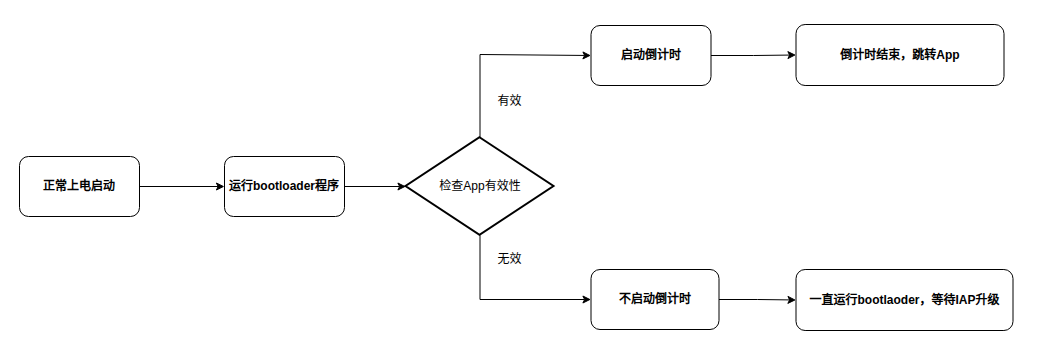 正常上电启动
运行bootloader程序
检查App有效性
有效
启动倒计时
倒计时结束，跳转App
无效
不启动倒计时
一直运行bootlaoder，等待IAP升级